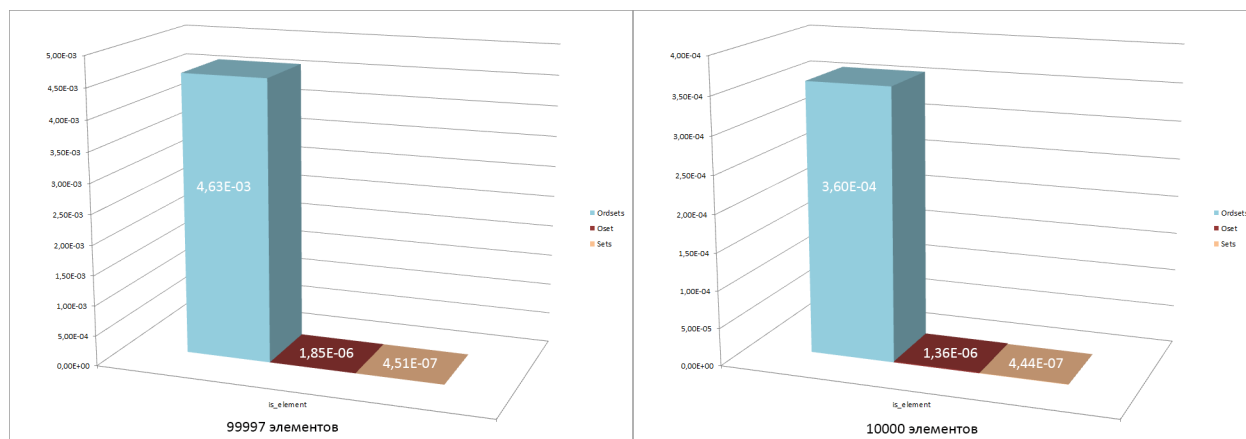 5,00E-03
4,50E-03
4,00E-03
3,50E-03
3,00E-03
2,50E-03
2,00E-03
1,50E-03
1,00E-03
5,00E-04
0,00E+00
4,63E-03
1,85E-06
4,51E-07
is_element
99997 элементов
Ordsets
Oset
Sets
4,00E-04
3,50E-04
3,00E-04
2,50E-04
2,00E-04
1,50E-04
1,00E-04
5,00E-05
0,00E+00
3,60E-04
1,36E-06
4,44E-07
is_element
10000 элементов
Ordsets
Oset
Sets